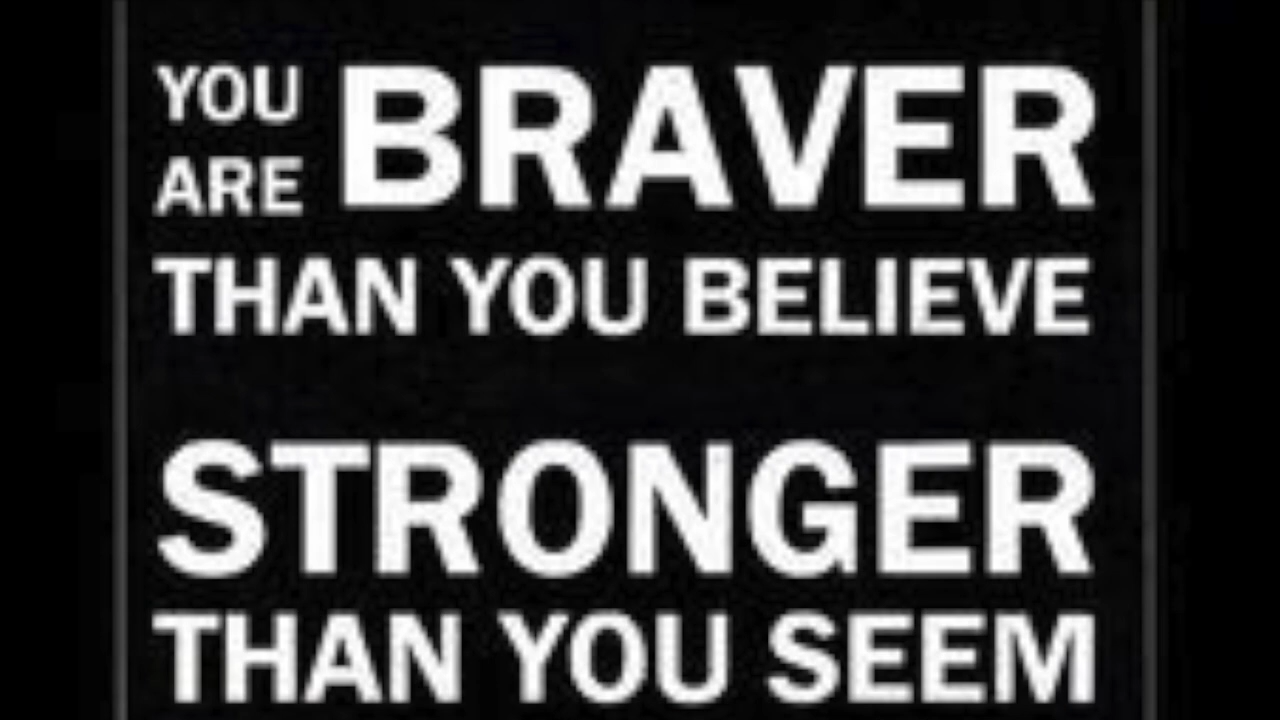 YOU
ARE BRAVER
THAN YOU BELIEVE
STRONGER
THAN YOU SEEM